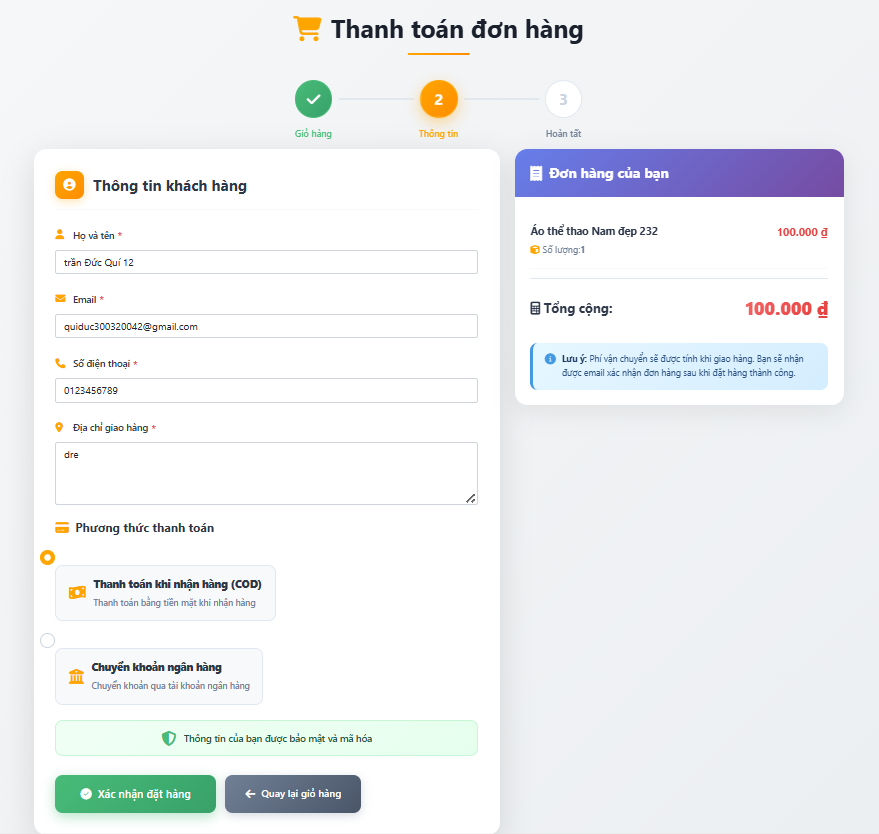 Thanh toán đơn hàng
2
3
Giỏ hàng
Thông tin
Hoàn tất
Thông tin khách hàng
Họ và tên *
trần Đức Quí 12
Email *
quiduc300320042@gmail.com
Số điện thoại *
0123456789
Địa chỉ giao hàng *
dre
Phương thức thanh toán
Thanh toán khi nhận hàng (COD)
Thanh toán bằng tiền mặt khi nhận hàng
Chuyển khoản ngân hàng
Chuyển khoản qua tài khoản ngân hàng
Thông tin của bạn được bảo mật và mã hóa
Xác nhận đặt hàng
Quay lại giỏ hàng
Đơn hàng của bạn
Áo thể thao Nam đẹp 232
100.000 ₫
Số lượng:1
Tổng cộng:
100.000 ₫
Lưu ý: Phí vận chuyển sẽ được tính khi giao hàng. Bạn sẽ nhận
được email xác nhận đơn hàng sau khi đặt hàng thành công.